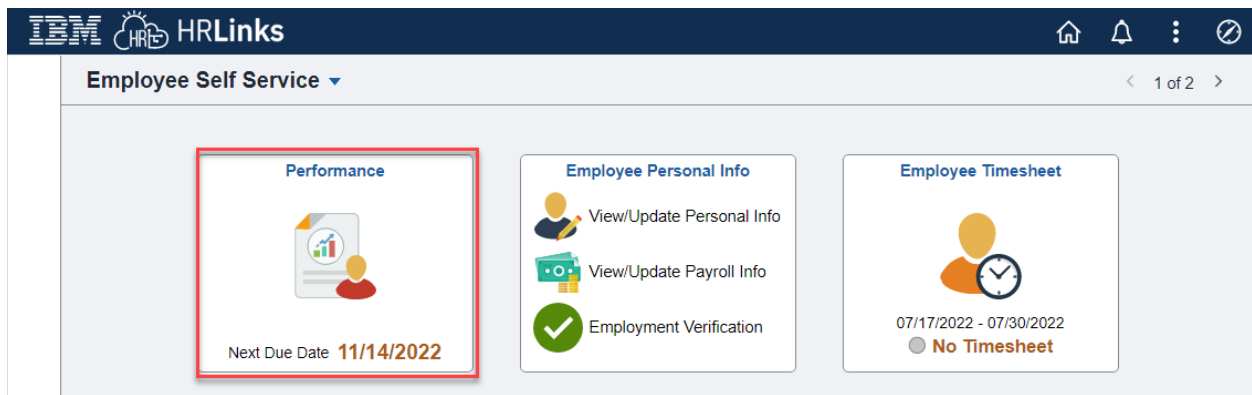 IBM HRLinks
HR
Employee Self Service
1 of 2
Performance
Next Due Date 11/14/2022
Employee Personal Info
View/Update Personal Info
View/Update Payroll Info
Employment Verification
Employee Timesheet
07/17/2022 - 07/30/2022
No Timesheet